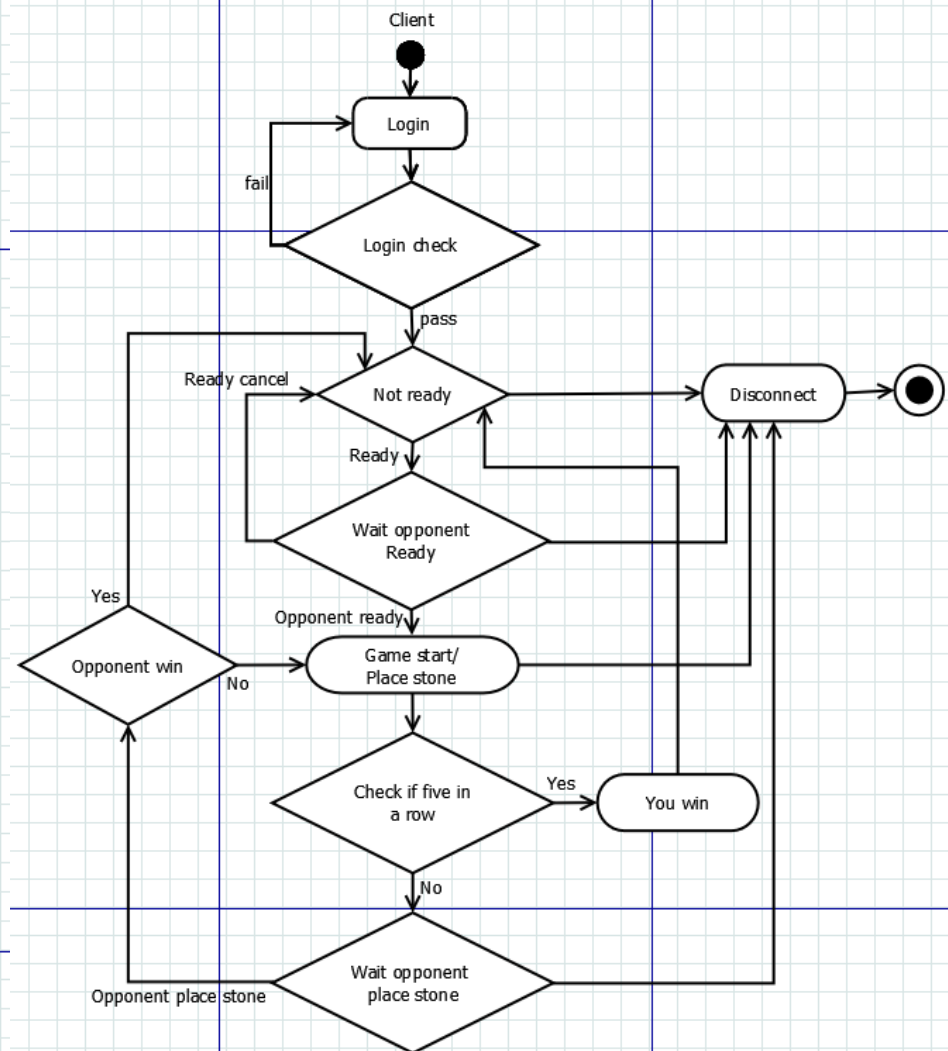 Client
Login
fail
Login check
pass
Ready cancel
Not ready
Disconnect
Ready
Wait opponent
Ready
Yes
Opponent ready
Opponent win
No
Game start/
Place stone
Check if five in
a row
Yes
You win
No
Wait opponent
place stone
Opponent place stone